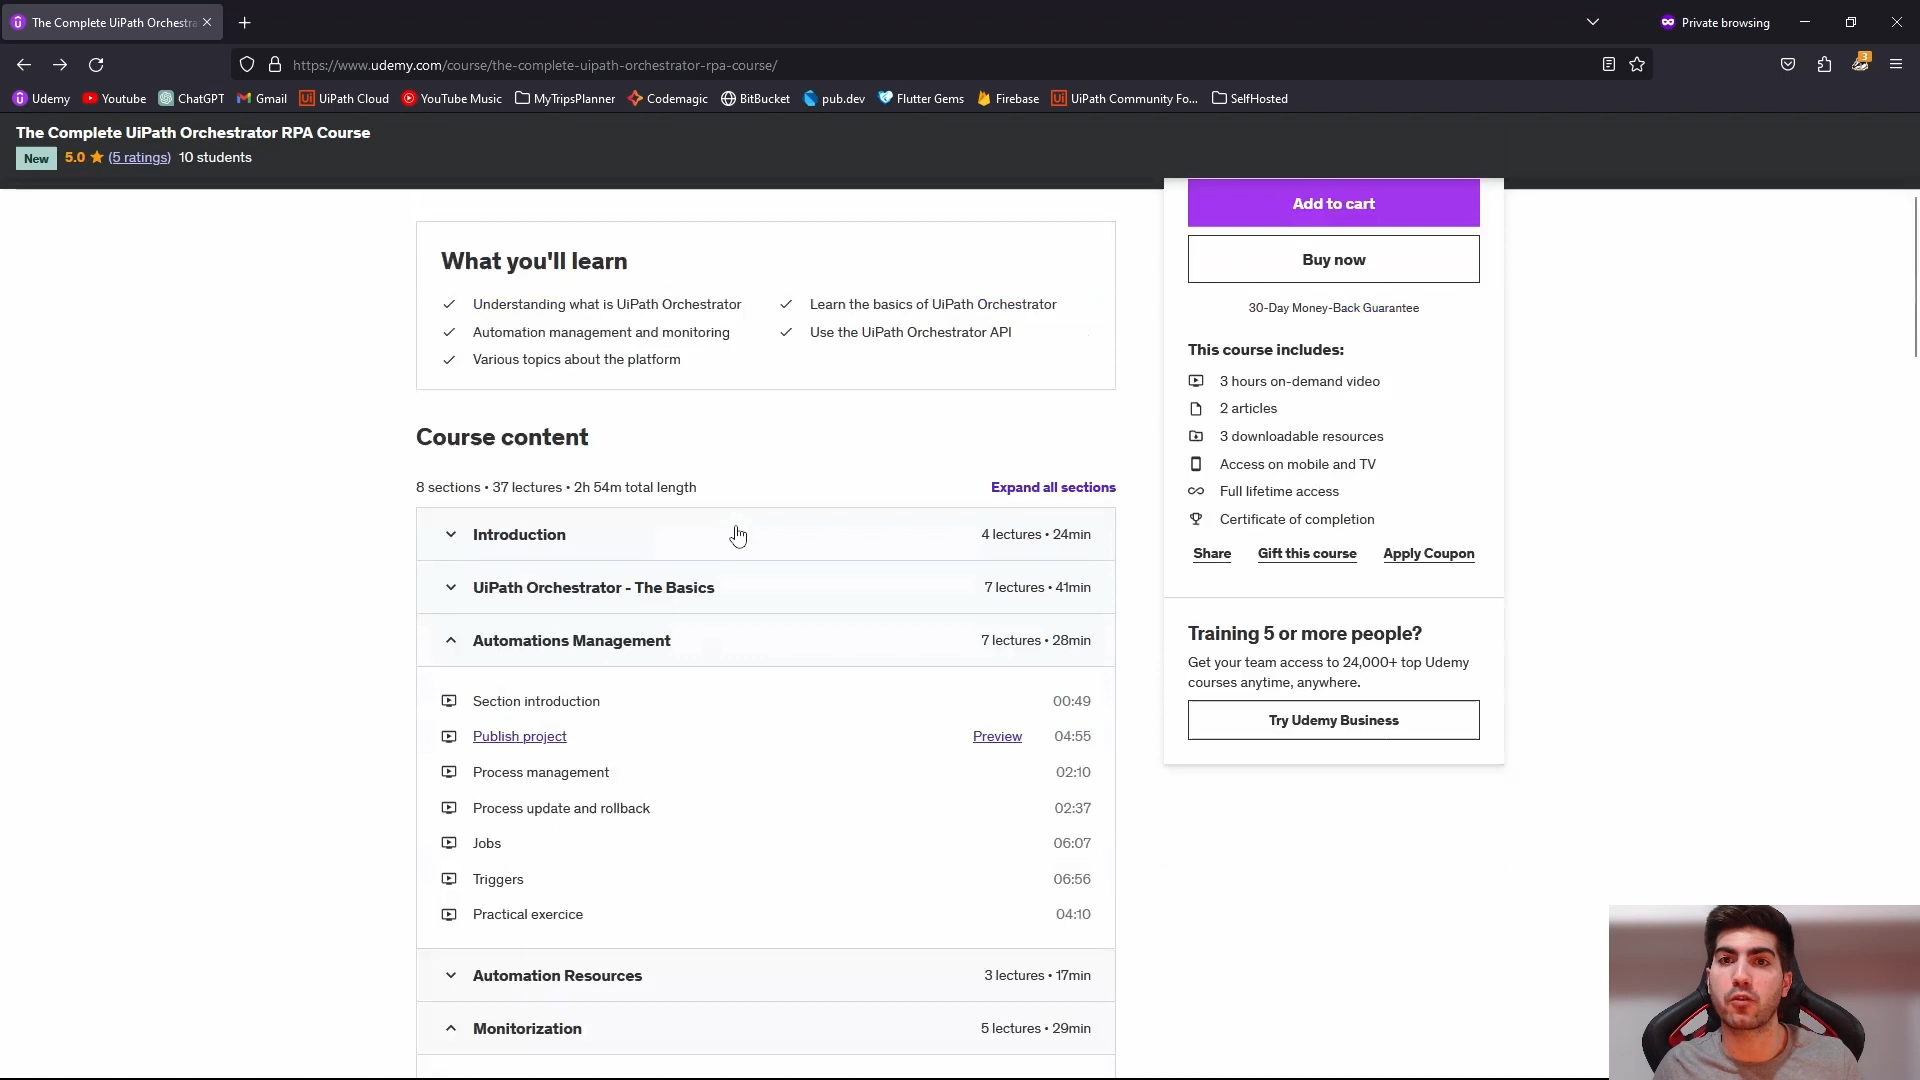 The Complete UiPath Orchestra
Private browsing
https://www.udemy.com/course/the-complete-uipath-orchestrator-rpa-course/
3
Udemy Youtube ChatGPT Gmail UiPath Cloud YouTube Music MyTripsPlanner Codemagic BitBucket pub.dev Flutter Gems Firebase UiPath Community Fo... SelfHosted
The Complete UiPath Orchestrator RPA Course
New 5.0 (5 ratings) 10 students
Add to cart
Buy now
30-Day Money-Back Guarantee
This course includes:
3 hours on-demand video
2 articles
3 downloadable resources
Access on mobile and TV
Full lifetime access
Certificate of completion
Share Gift this course Apply Coupon
Training 5 or more people?
Get your team access to 24,000+ top Udemy
courses anytime, anywhere.
Try Udemy Business
What you'll learn
Understanding what is UiPath Orchestrator
Learn the basics of UiPath Orchestrator
Automation management and monitoring
Use the UiPath Orchestrator API
Various topics about the platform
Course content
8 sections • 37 lectures • 2h 54m total length
Expand all sections
Introduction 4 lectures • 24min
UiPath Orchestrator - The Basics 7 lectures • 41min
Automations Management 7 lectures • 28min
Section introduction 00:49
Publish project Preview 04:55
Process management 02:10
Process update and rollback 02:37
Jobs 06:07
Triggers 06:56
Practical exercice 04:10
Automation Resources 3 lectures • 17min
Monitorization 5 lectures • 29min